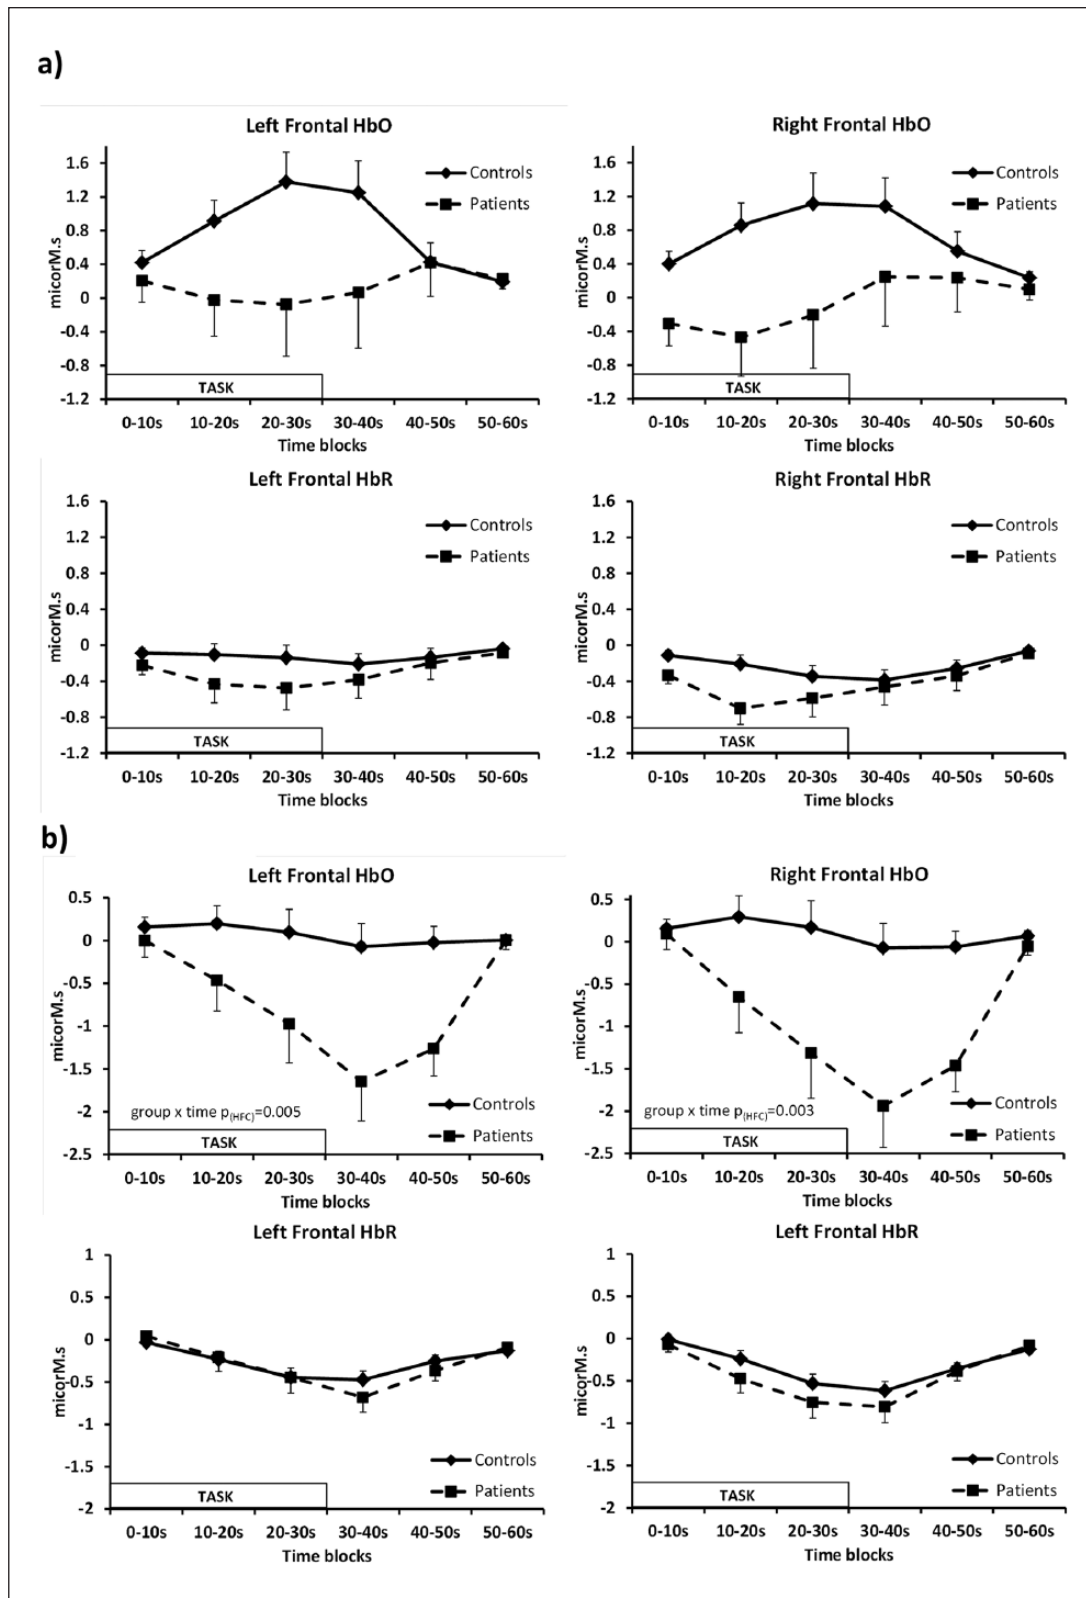 a)
Left Frontal HbO
micorM.s
1.6
1.2
0.8
0.4
0
-0.4
-0.8
-1.2
Controls
Patients
TASK
0-10s 10-20s 20-30s 30-40s 40-50s 50-60s
Time blocks
Right Frontal HbO
micorM.s
1.6
1.2
0.8
0.4
0
-0.4
-0.8
-1.2
Controls
Patients
TASK
0-10s 10-20s 20-30s 30-40s 40-50s 50-60s
Time blocks
Left Frontal HbR
micorM.s
1.6
1.2
0.8
0.4
0
-0.4
-0.8
-1.2
Controls
Patients
TASK
0-10s 10-20s 20-30s 30-40s 40-50s 50-60s
Time blocks
Right Frontal HbR
micorM.s
1.6
1.2
0.8
0.4
0
-0.4
-0.8
-1.2
Controls
Patients
TASK
0-10s 10-20s 20-30s 30-40s 40-50s 50-60s
Time blocks
b)
Left Frontal HbO
micorM.s
0.5
0
-0.5
-1
-1.5
-2
-2.5
group x time p(HFC)=0.005
Controls
Patients
TASK
0-10s 10-20s 20-30s 30-40s 40-50s 50-60s
Time blocks
Right Frontal HbO
micorM.s
0.5
0
-0.5
-1
-1.5
-2
-2.5
group x time p(HFC)=0.003
Controls
Patients
TASK
0-10s 10-20s 20-30s 30-40s 40-50s 50-60s
Time blocks
Left Frontal HbR
micorM.s
1
0.5
0
-0.5
-1
-1.5
-2
Controls
Patients
TASK
0-10s 10-20s 20-30s 30-40s 40-50s 50-60s
Time blocks
Left Frontal HbR
micorM.s
1
0.5
0
-0.5
-1
-1.5
-2
Controls
Patients
TASK
0-10s 10-20s 20-30s 30-40s 40-50s 50-60s
Time blocks